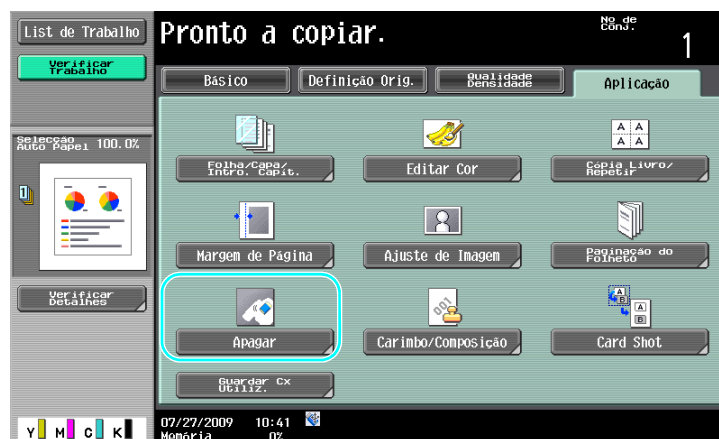 List de Trabalho
Pronto a copiar.
Nº de
Conj.
1
Verificar
Trabalho
Básico
Definição Orig.
Qualidade
Densidade
Aplicação
Selecção
Auto Papel 100.0%
Folha/Capa/
Intro. Capít.
Editar Cor
A A
A A
Cópia Livro/
Repetir
1
Margem de Página
Ajuste de Imagem
Paginação do
Folheto
Verificar
Detalhes
Apagar
001
Carimbo/Composição
A
B
A
B
Card Shot
Guardar Cx
Utiliz.
Y M C K
07/27/2009 10:41
Memória 0%